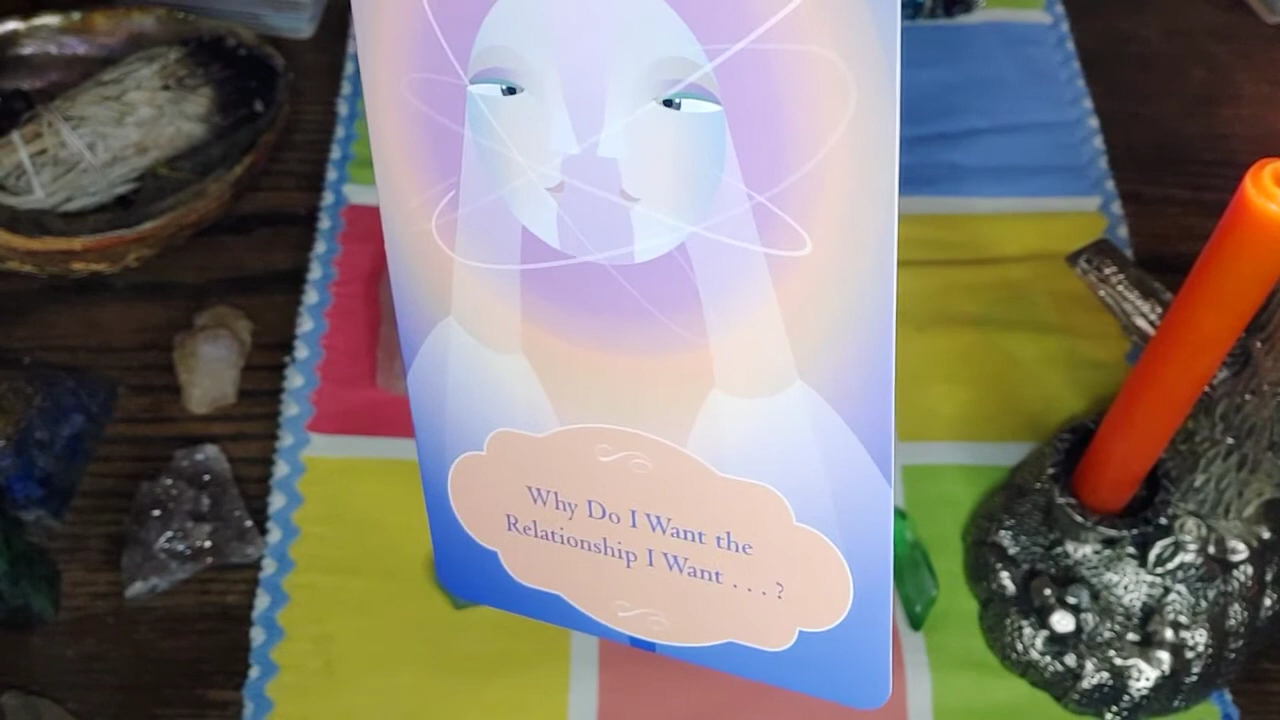 Why Do I Want the
Relationship I Want . . . ?